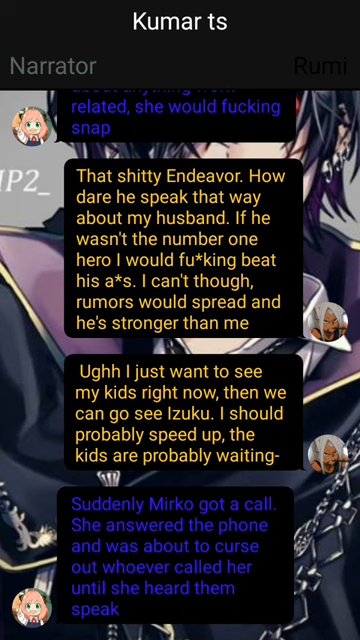 Kumar ts
Narrator
Rumi
related, she would fucking
snap
IP2_
That shitty Endeavor. How
dare he speak that way
about my husband. If he
wasn't the number one
hero I would fu*king beat
his a*s. I can't though,
rumors would spread and
he's stronger than me
Ughh I just want to see
my kids right now, then we
can go see Izuku. I should
probably speed up, the
kids are probably waiting-
Suddenly Mirko got a call.
She answered the phone
and was about to curse
out whoever called her
until she heard them
speak